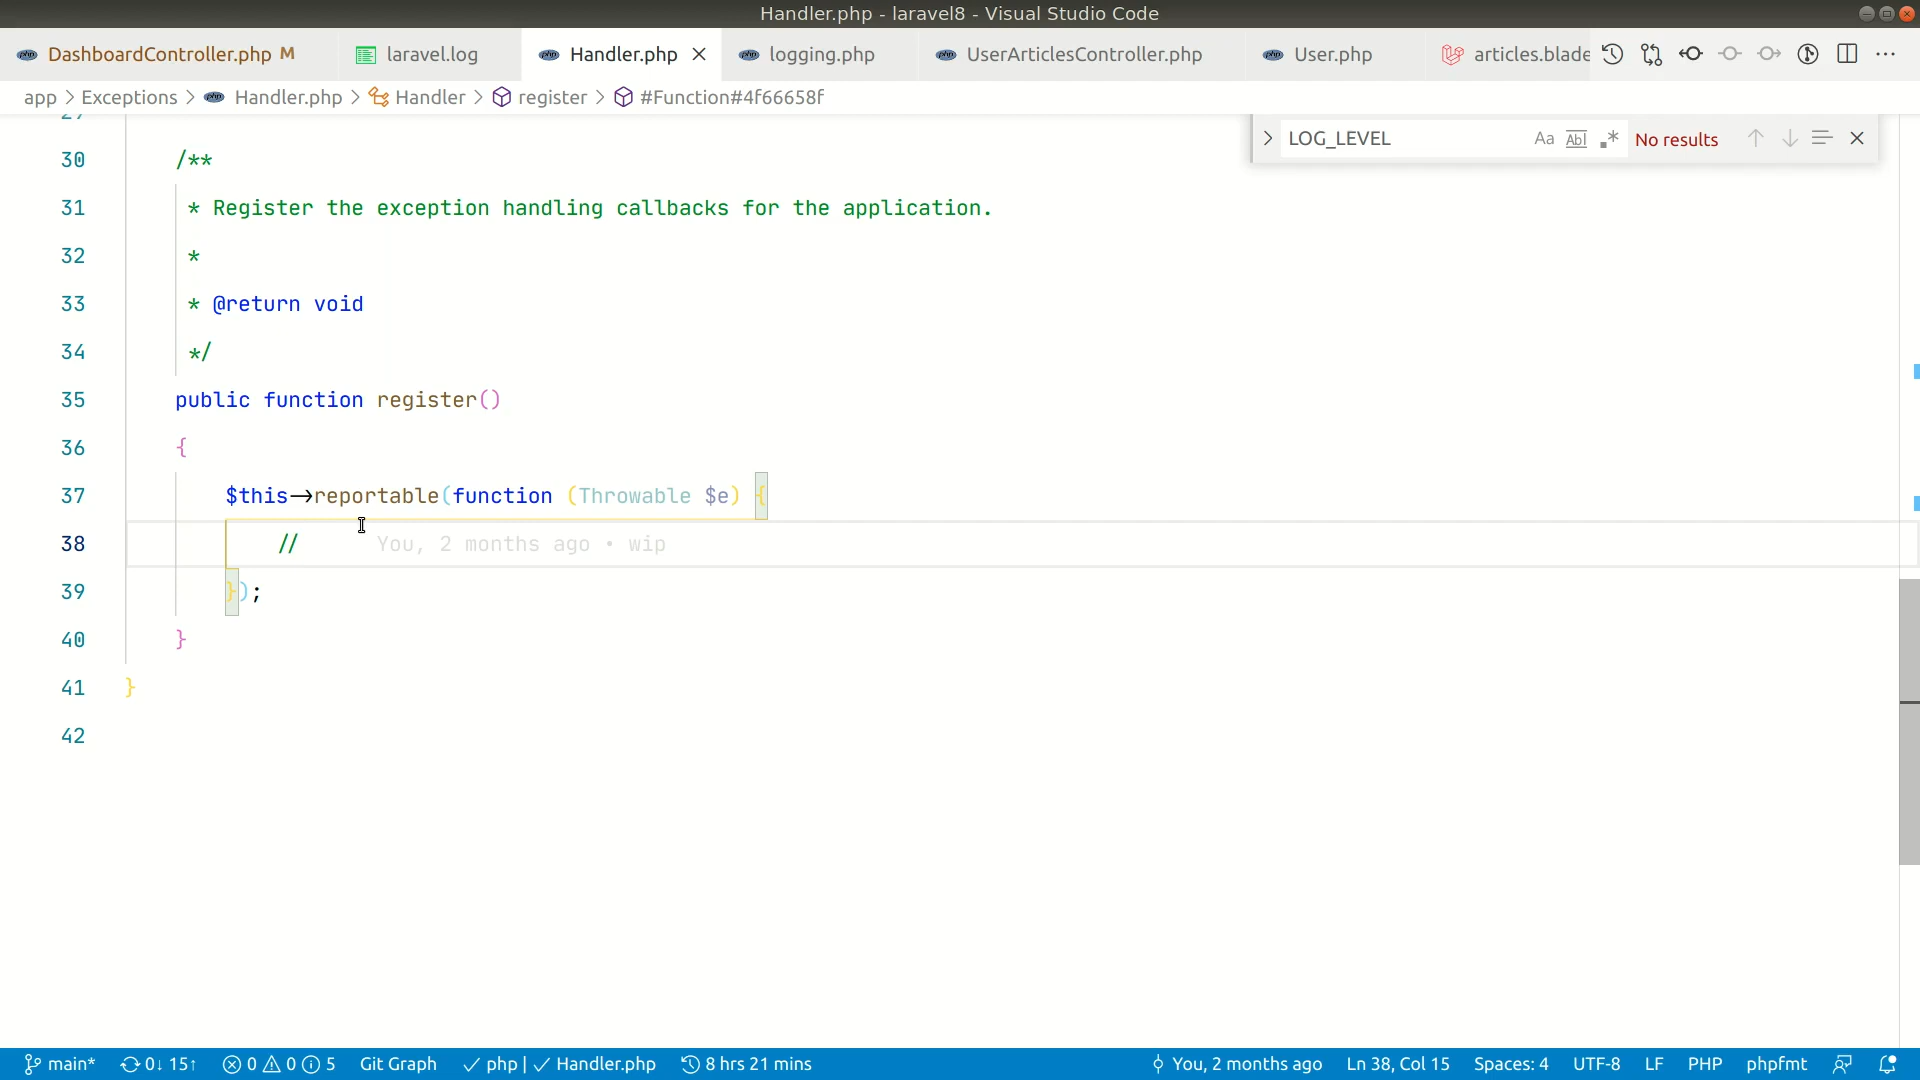 Handler.php - laravel8 - Visual Studio Code
DashboardController.php M laravel.log Handler.php logging.php UserArticlesController.php User.php articles.blade
app > Exceptions > Handler.php > Handler > register > #Function#4f66658f
LOG_LEVEL Aa Abl .* No results
30 /**
31 * Register the exception handling callbacks for the application.
32 *
33 * @return void
34 */
35 public function register()
36 {
37 $this->reportable(function (Throwable $e) {
38 // You, 2 months ago • wip
39 });
40 }
41 }
42
main* 0↓ 15↑ 0 0 5 Git Graph ✓ php | ✓ Handler.php 8 hrs 21 mins You, 2 months ago Ln 38, Col 15 Spaces: 4 UTF-8 LF PHP phpfmt